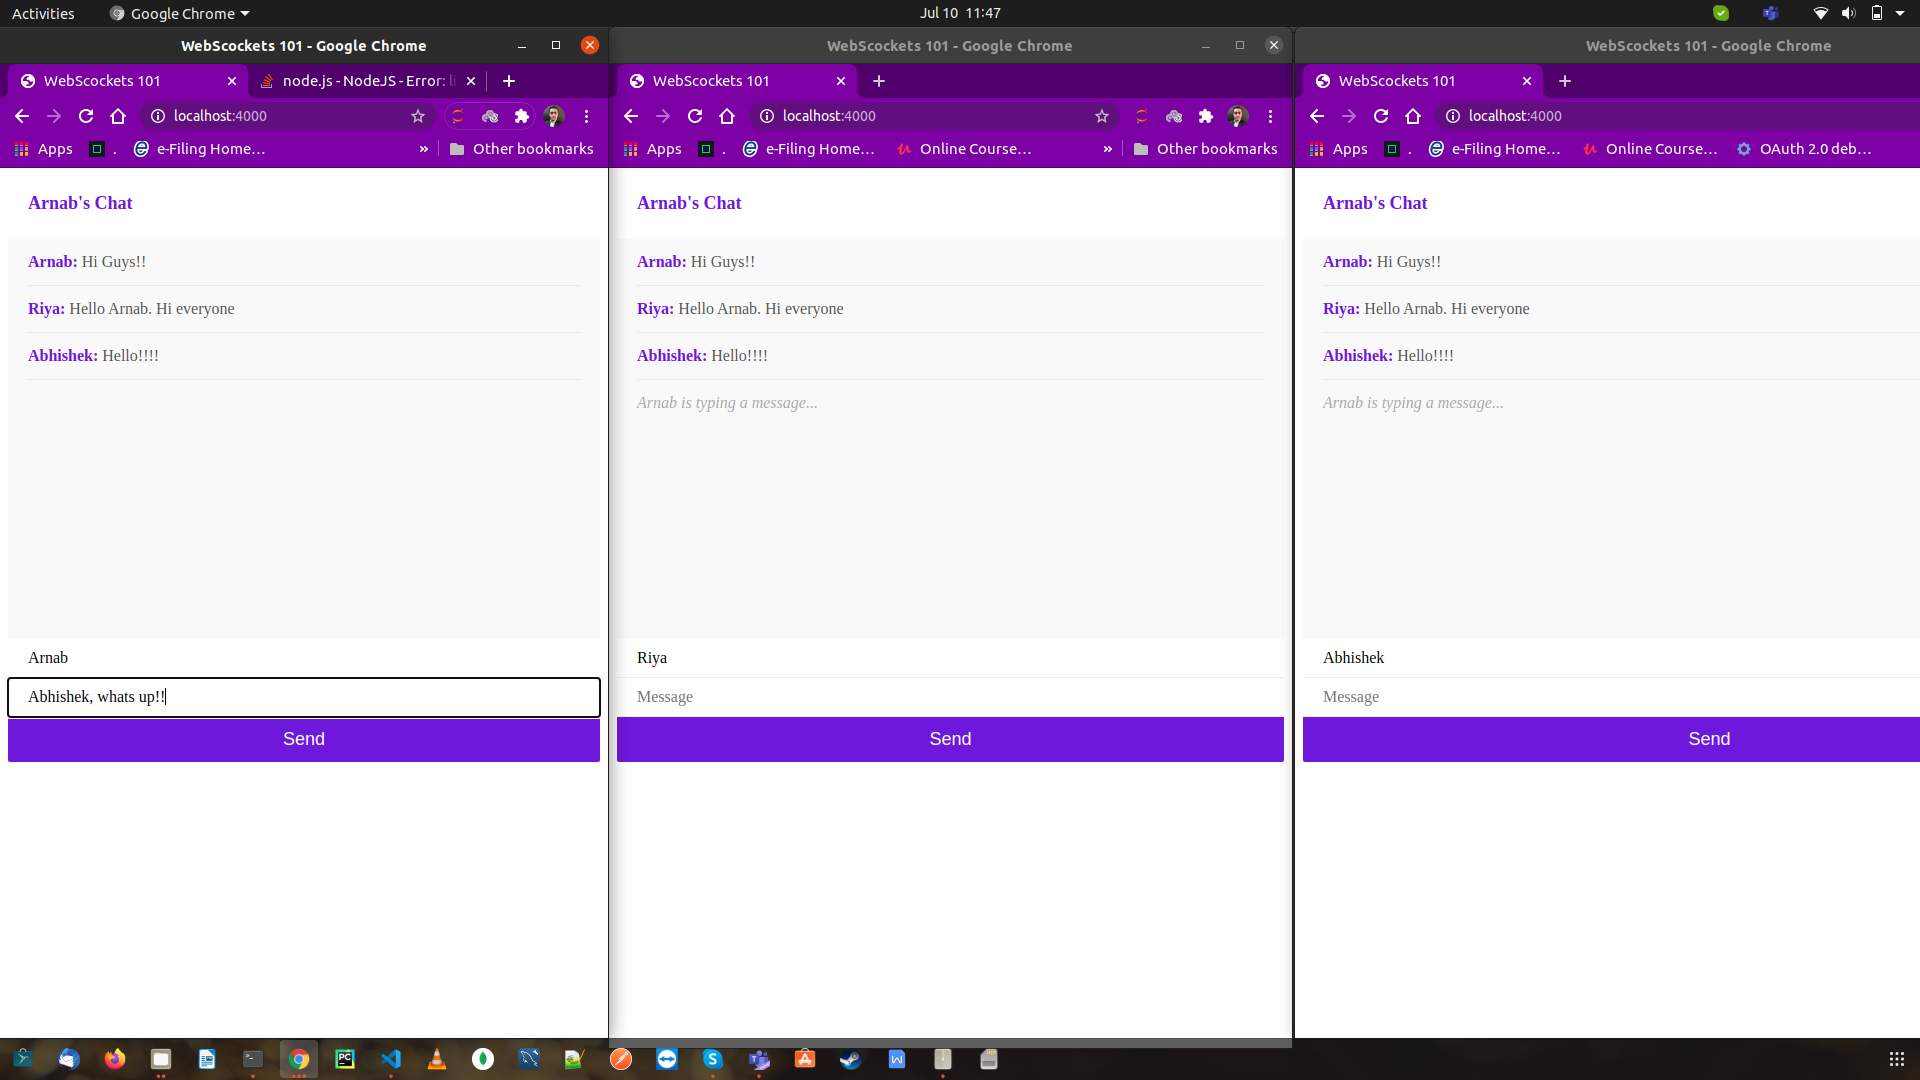 Activities
Google Chrome
Jul 10 11:47
WebScockets 101 - Google Chrome
WebScockets 101
node.js - NodeJS - Error: li
localhost:4000
Apps
.
e-Filing Home…
»
Other bookmarks
Arnab's Chat
Arnab: Hi Guys!!
Riya: Hello Arnab. Hi everyone
Abhishek: Hello!!!!
Arnab
Abhishek, whats up!!
Send
WebScockets 101 - Google Chrome
WebScockets 101
localhost:4000
Apps
.
e-Filing Home…
Online Course…
»
Other bookmarks
Arnab's Chat
Arnab: Hi Guys!!
Riya: Hello Arnab. Hi everyone
Abhishek: Hello!!!!
Arnab is typing a message...
Riya
Message
Send
WebScockets 101 - Google Chrome
WebScockets 101
localhost:4000
Apps
.
e-Filing Home…
Online Course…
OAuth 2.0 deb…
Arnab's Chat
Arnab: Hi Guys!!
Riya: Hello Arnab. Hi everyone
Abhishek: Hello!!!!
Arnab is typing a message...
Abhishek
Message
Send